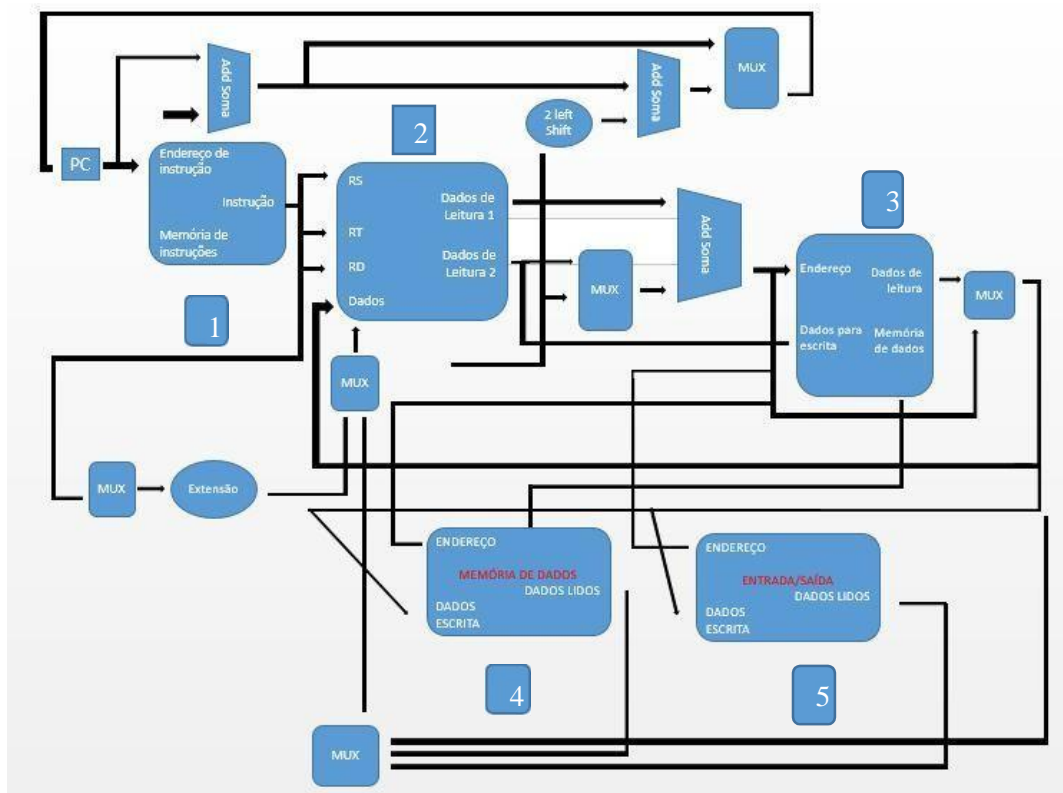 MUX
Add Soma
Add Soma
2 left
Shift
2
PC
Endereço de
instrução
Instrução
Memória de
instruções
RS
Dados de
Leitura 1
RT
RD
Dados de
Leitura 2
Dados
Add Soma
MUX
3
Endereço
Dados de
leitura
Dados para
escrita
Memória
de dados
MUX
1
MUX
MUX
Extensão
ENDEREÇO
MEMÓRIA DE DADOS
DADOS LIDOS
DADOS
ESCRITA
ENDEREÇO
ENTRADA/SAÍDA
DADOS LIDOS
DADOS
ESCRITA
4
5
MUX